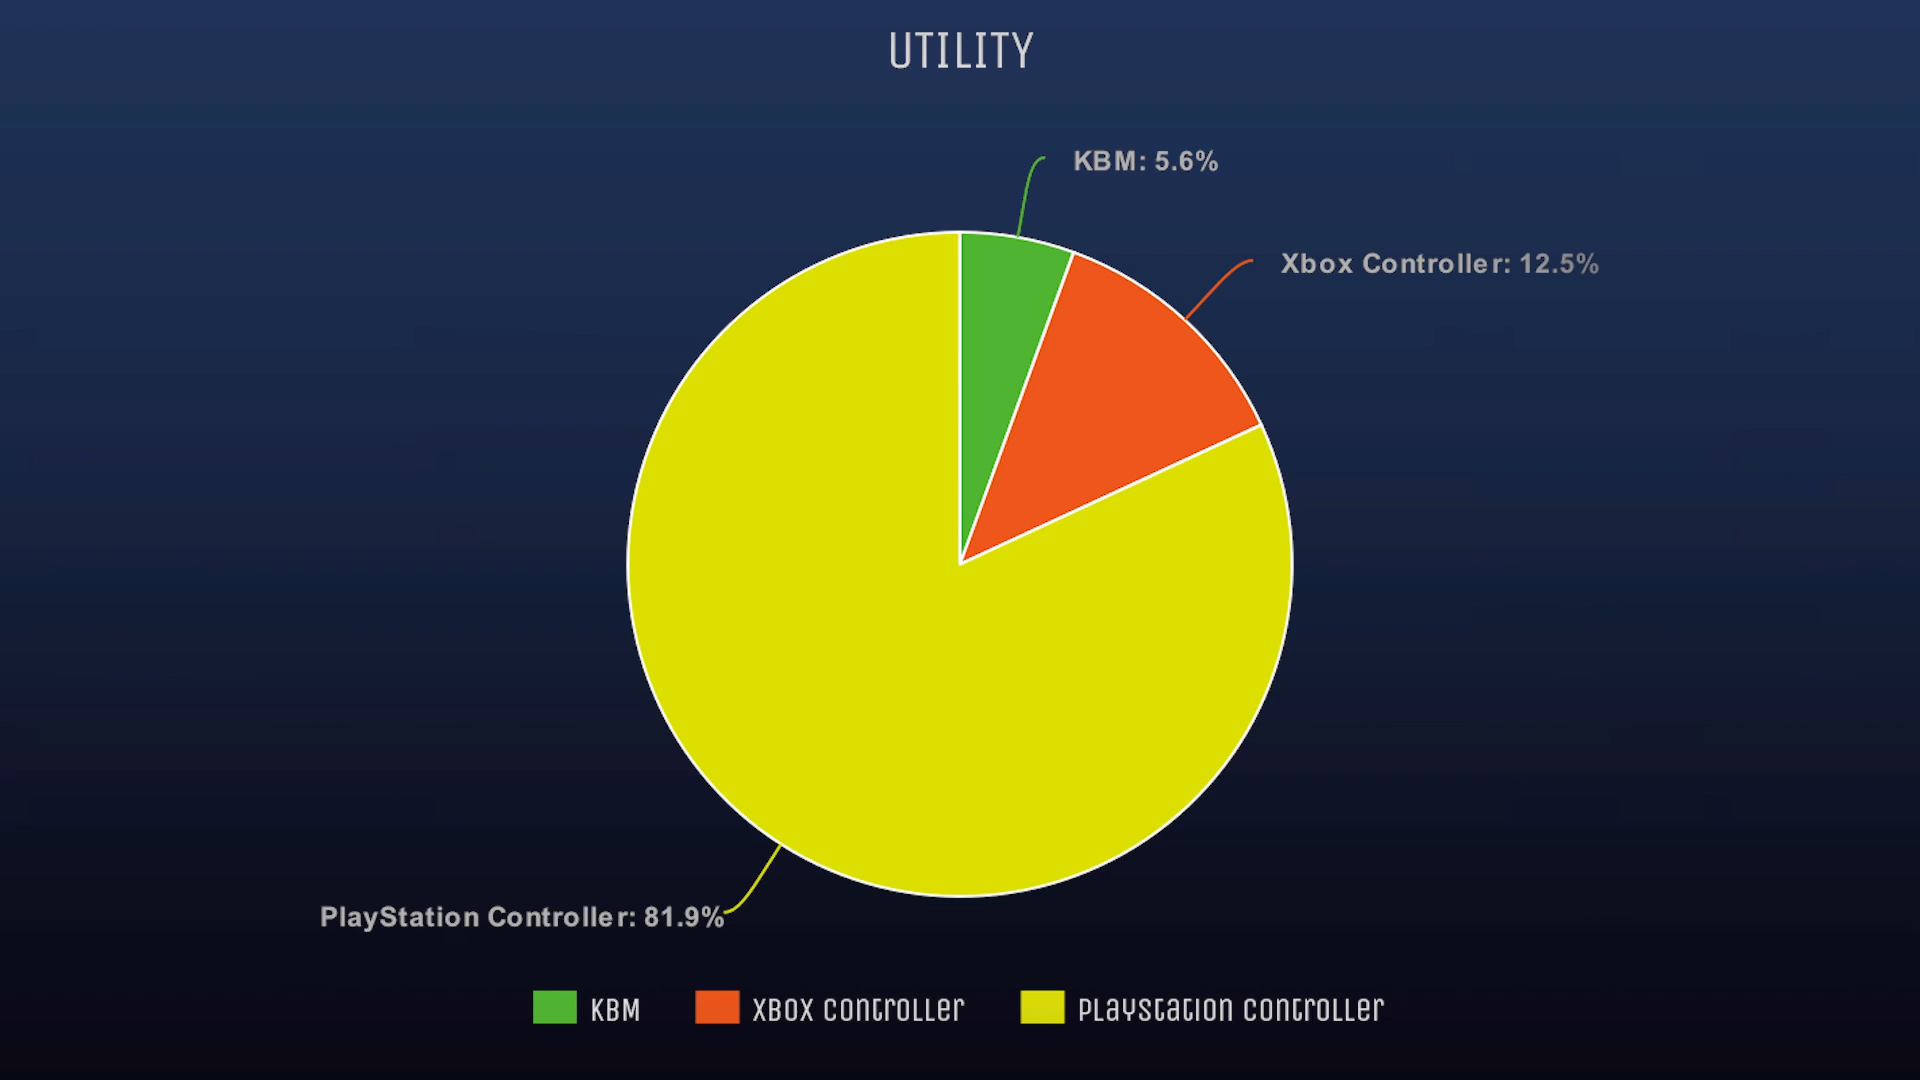 UTILITY
KBM: 5.6%
Xbox Controller: 12.5%
PlayStation Controller: 81.9%
KBM
XBOX Controller
PlayStation Controller